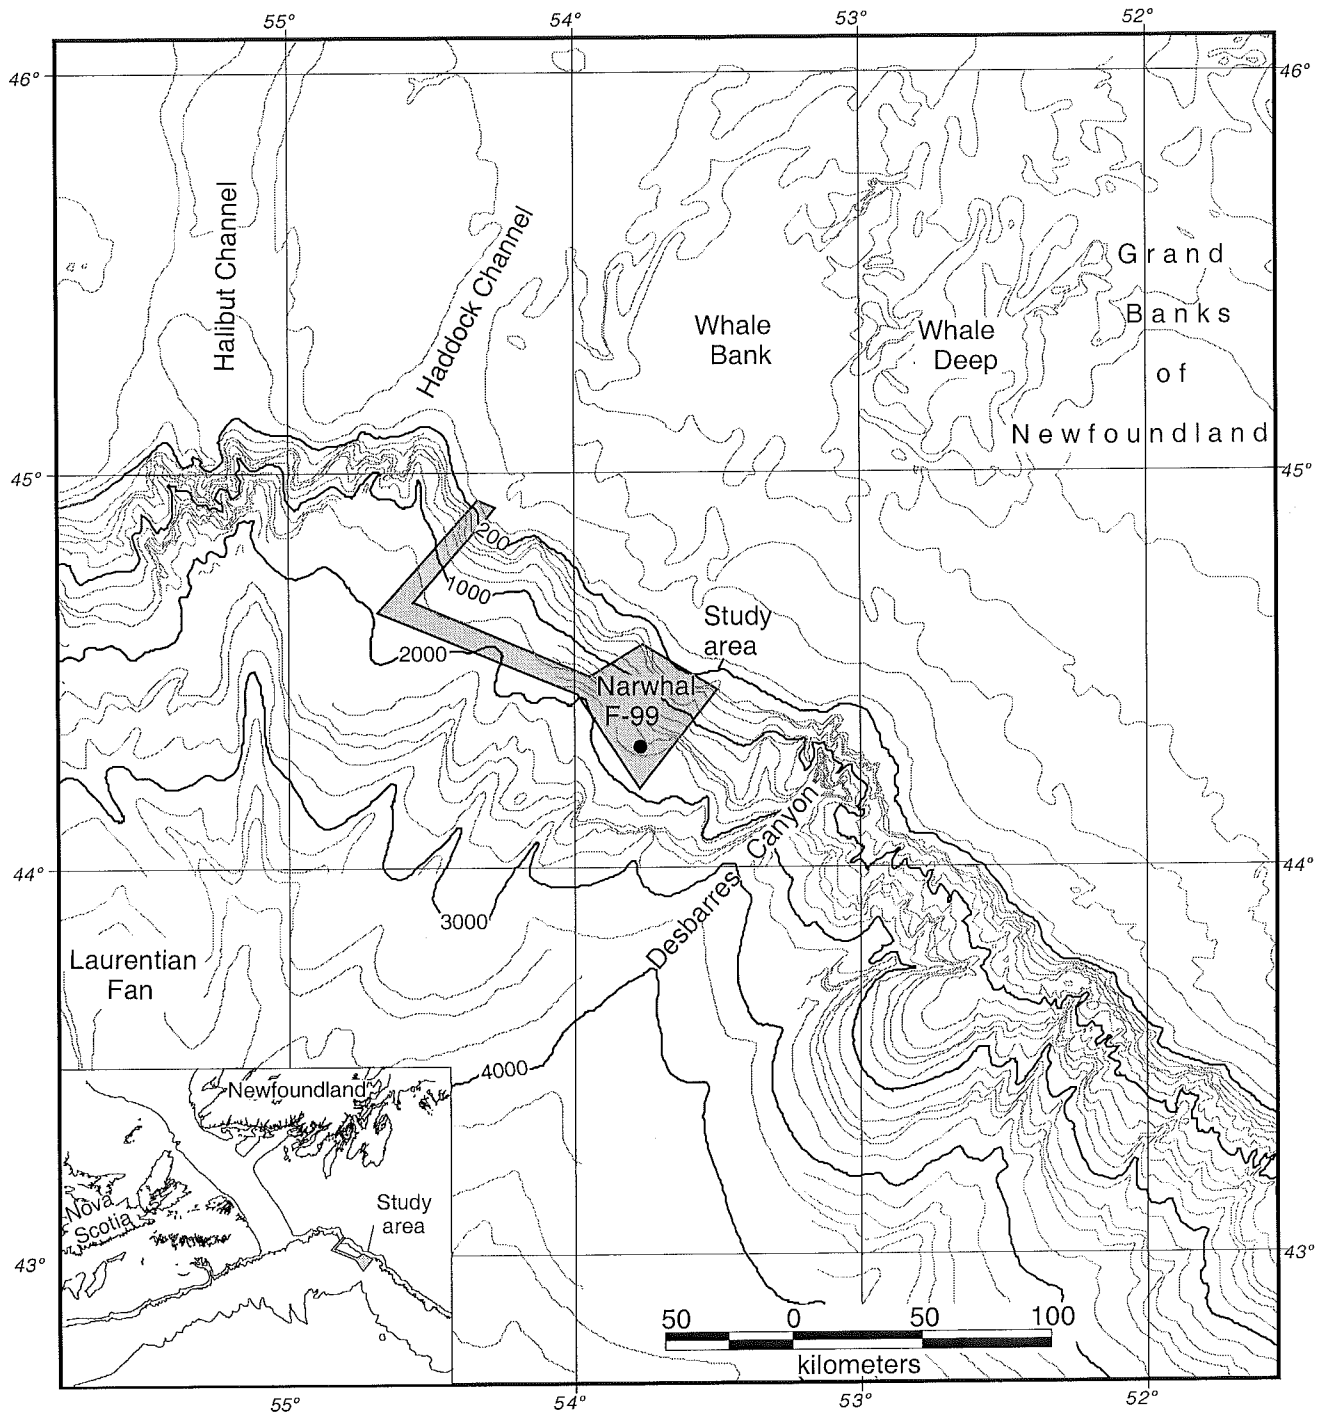 55°
54°
53°
52°
46°
46°
Halibut Channel
Haddock Channel
Grand
Banks
of
Newfoundland
Whale
Bank
Whale
Deep
45°
45°
200
1000
Study
area
2000
Narwhal
F-99
Desbarres Canyon
44°
44°
3000
Laurentian
Fan
4000
Newfoundland
Nova
Scotia
Study
area
43°
43°
50 0 50 100
kilometers
55°
54°
53°
52°